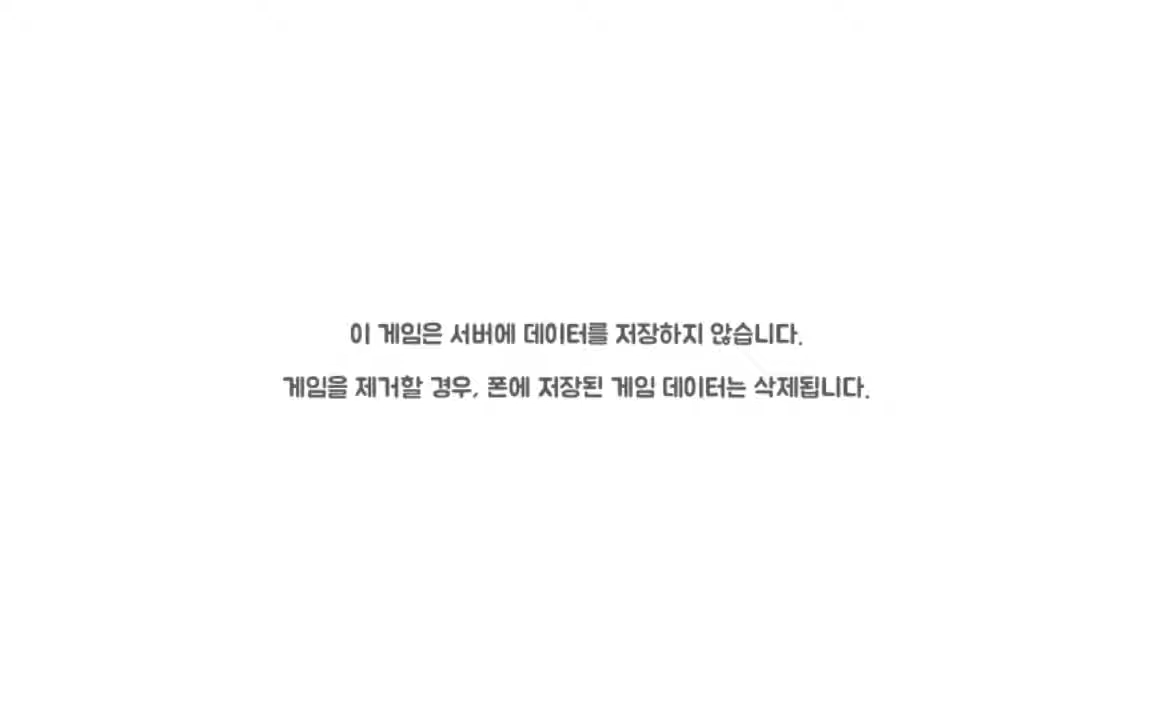 이 게임은 서버에 데이터를 저장하지 않습니다.
게임을 제거할 경우, 폰에 저장된 게임 데이터는 삭제됩니다.